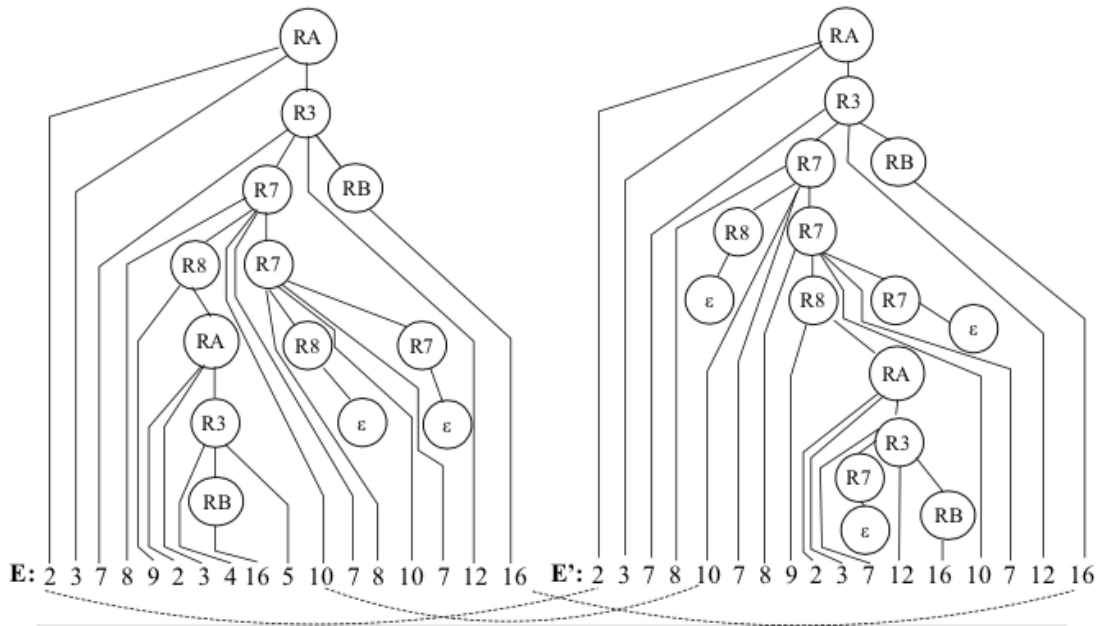 RA
R3
R7 RB
R8 R7
RA R8 R7
R3 ε ε
RB
E: 2 3 7 8 9 2 3 4 16 5 10 7 8 10 7 12 16
RA
R3
R7 RB
R8 R7
ε R8 R7 ε
RA
R3
R7
RB
ε
E': 2 3 7 8 10 7 8 9 2 3 7 12 16 10 7 12 16